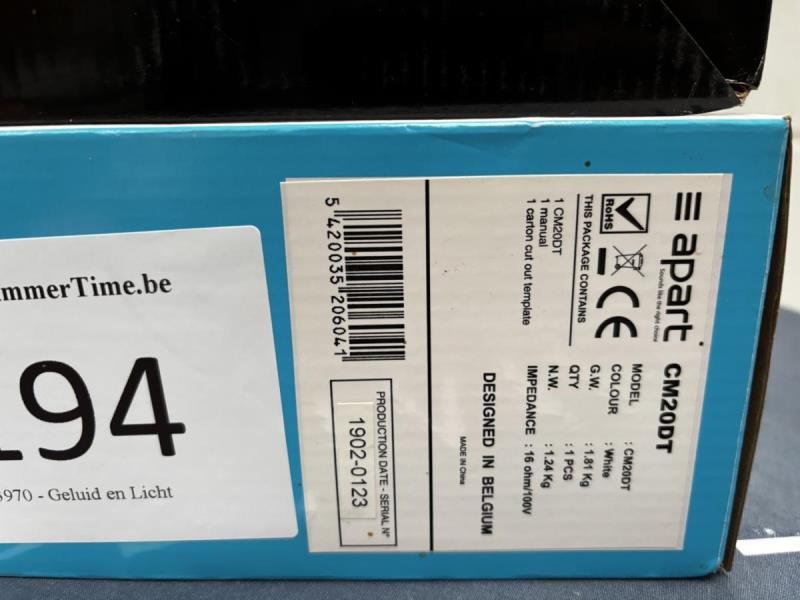 apart
Sounds like the right choice
CM20DT
RoHS
CE
THIS PACKAGE CONTAINS
1 CM20DT
1 manual
1 carton cut out template
MODEL : CM20DT
COLOUR : White
G.W. : 1.81 Kg
QTY : 1 PCS
N.W. : 1.24 Kg
IMPEDANCE : 16 ohm/100V
DESIGNED IN BELGIUM
MADE IN China
5 420035 206041
PRODUCTION DATE - SERIAL N°
1902-0123
mmerTime.be
194
970 - Geluid en Licht